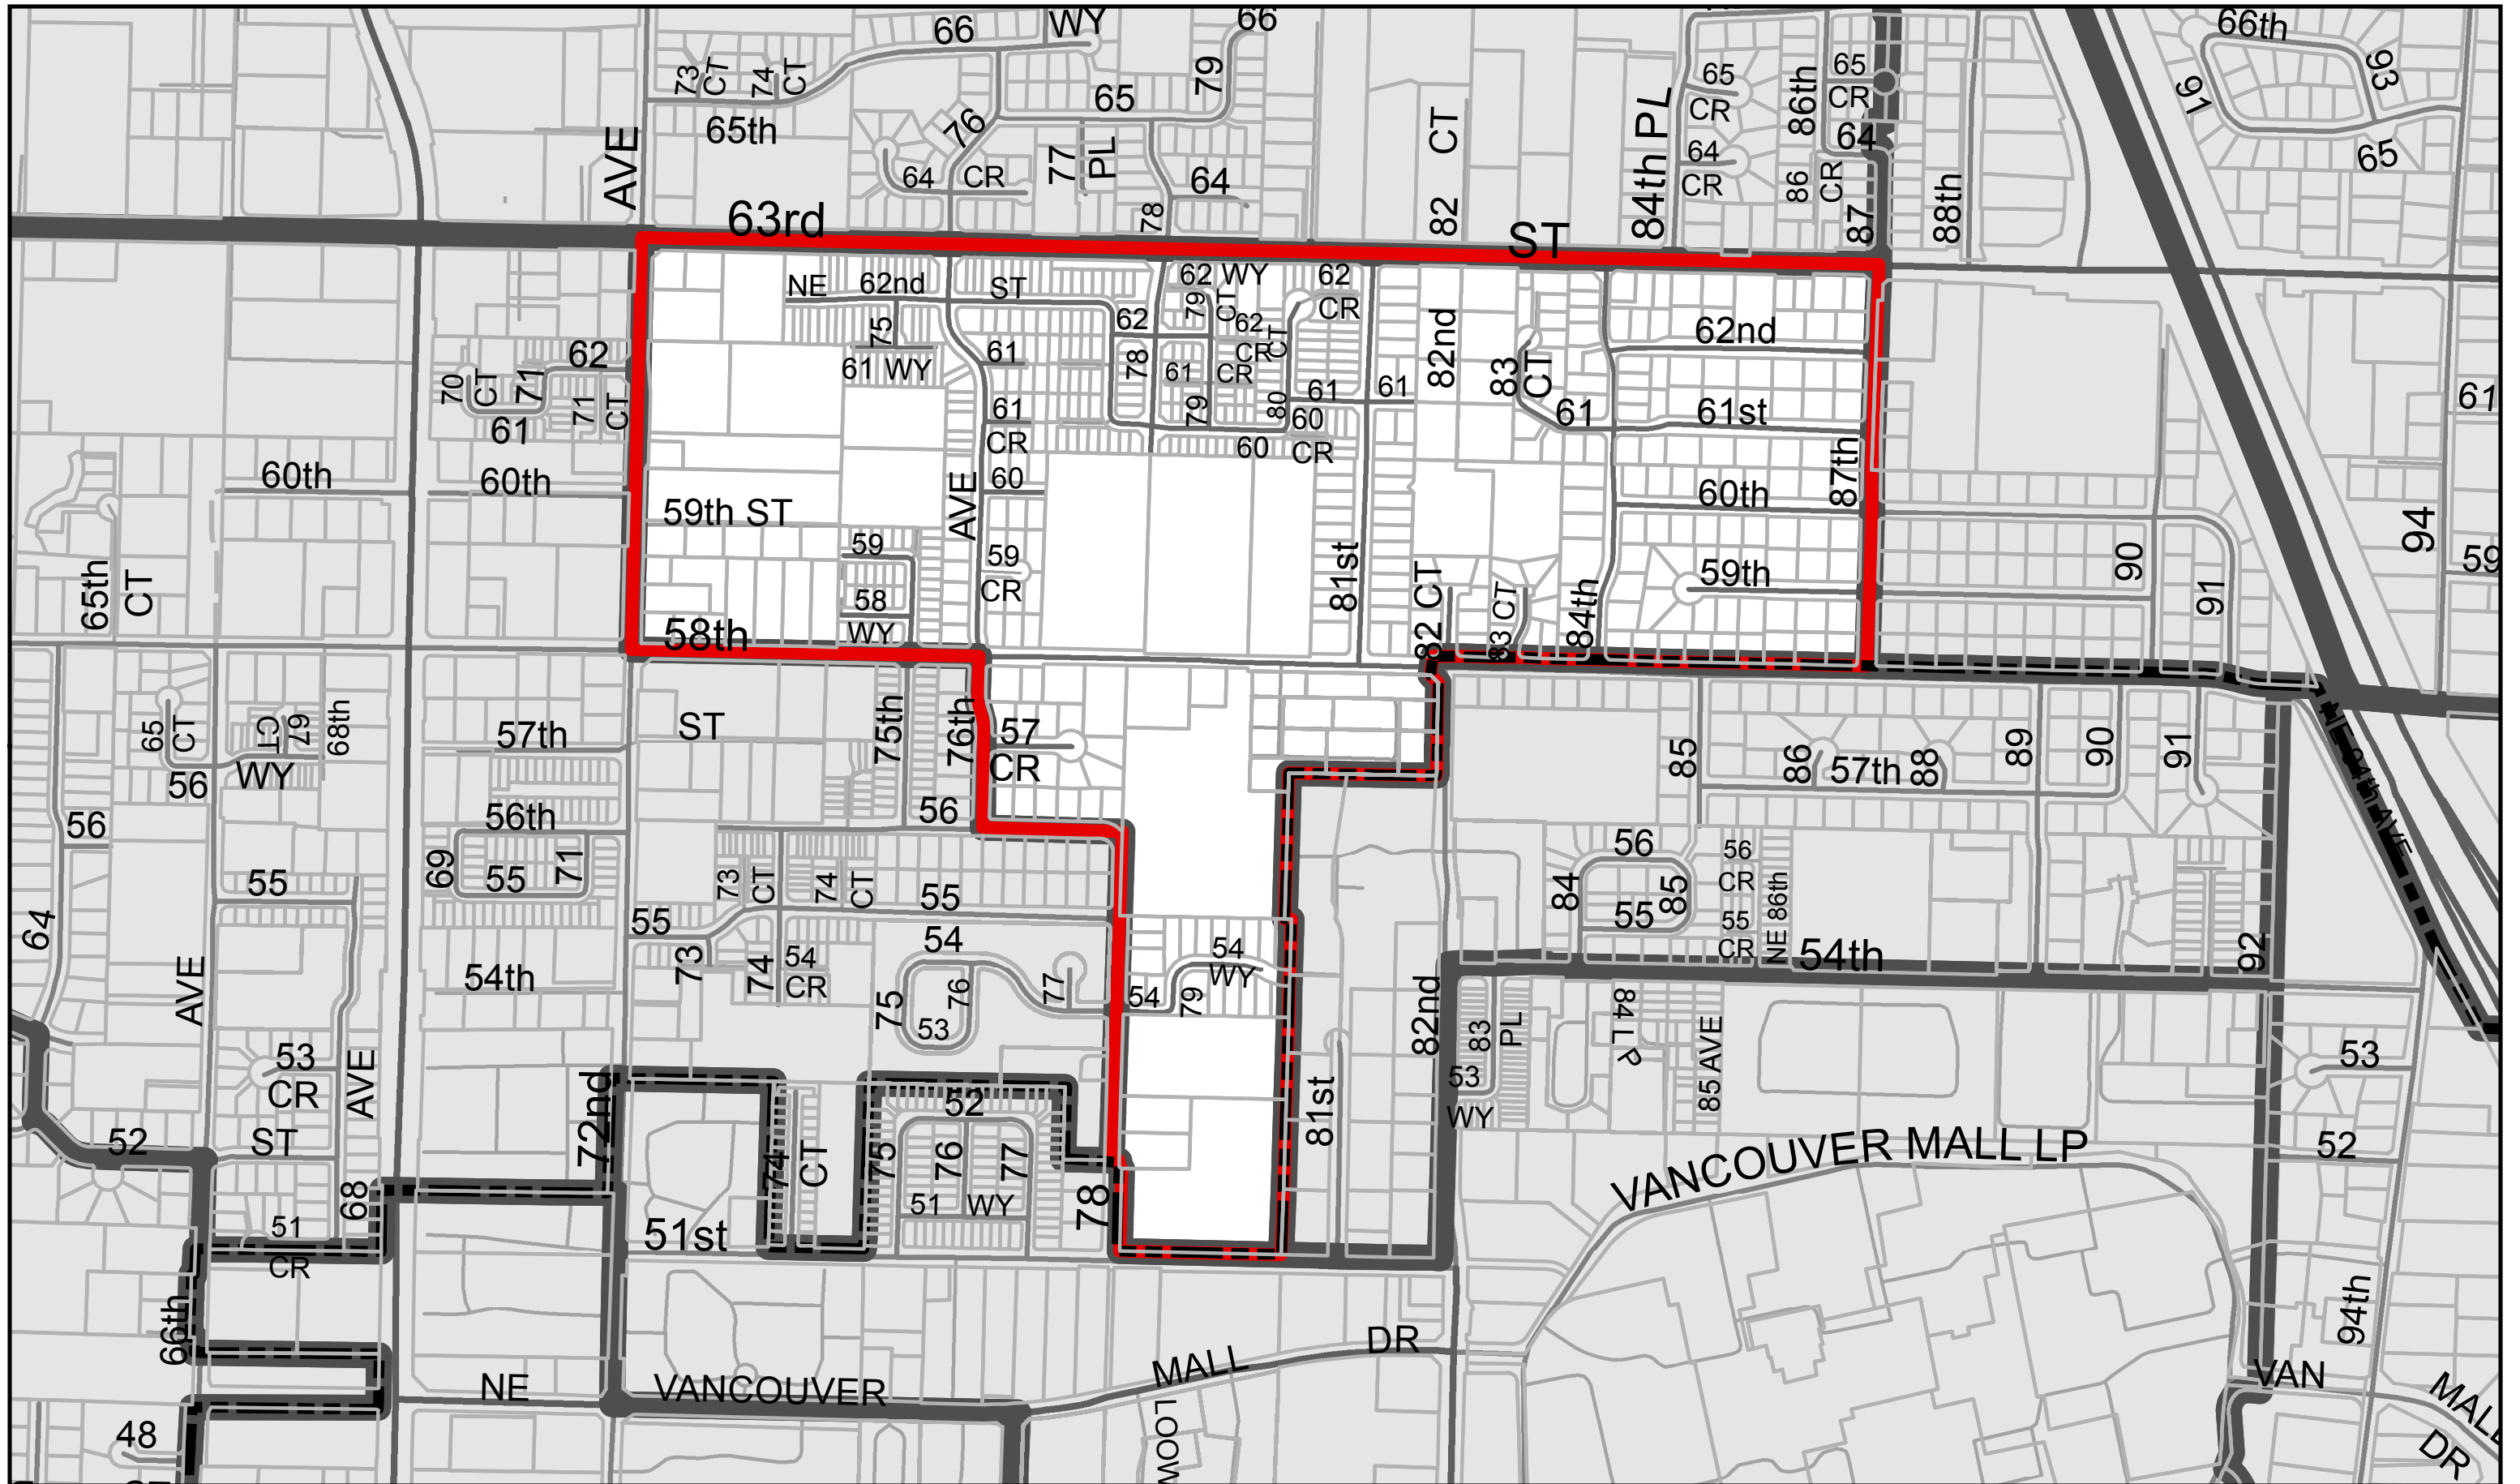 66
WY
66
66th
93
91
65
73
CT
74
CT
65th
76
65
79
77
PL
64
CR
64
78
82
CT
84th PL
65
CR
64
CR
86th
65
CR
64
86
CR
87
88th
AVE
63rd
ST
NE
62nd
ST
75
61 WY
62
WY
79
CT
62
CR
62
CR
CT
62
78
61
CR
79
80
61
61
61
CR
61
60
CR
60
60
AVE
59
CR
59th ST
59
58
WY
58th
82nd
83
CT
61
62nd
61st
60th
87th
59th
84th
81st
82 CT
83 CT
62
70
CT
71
71
CT
61
60th
60th
65th
CT
94
61
59
90
91
65
CT
CT
67
68th
56
WY
57th
ST
75th
76th
57
CR
56
56
56th
69
55
71
55
64
AVE
73
CT
74
CT
55
55
73
74
54
CR
54
75
76
53
77
54th
54
WY
54
79
85
86
57th
88
89
90
91
NE 94th AVE
56
84
85
55
56
CR
55
CR
NE 86th
54th
92
82nd
83
PL
53
WY
84 LP
85 AVE
53
52
53
CR
AVE
52
ST
72nd
74
CT
52
75
76
77
51
WY
78
81st
68
51
CR
51st
66th
VANCOUVER MALL LP
94th
NE
VANCOUVER
MALL
DR
VAN
MALL
DR
48